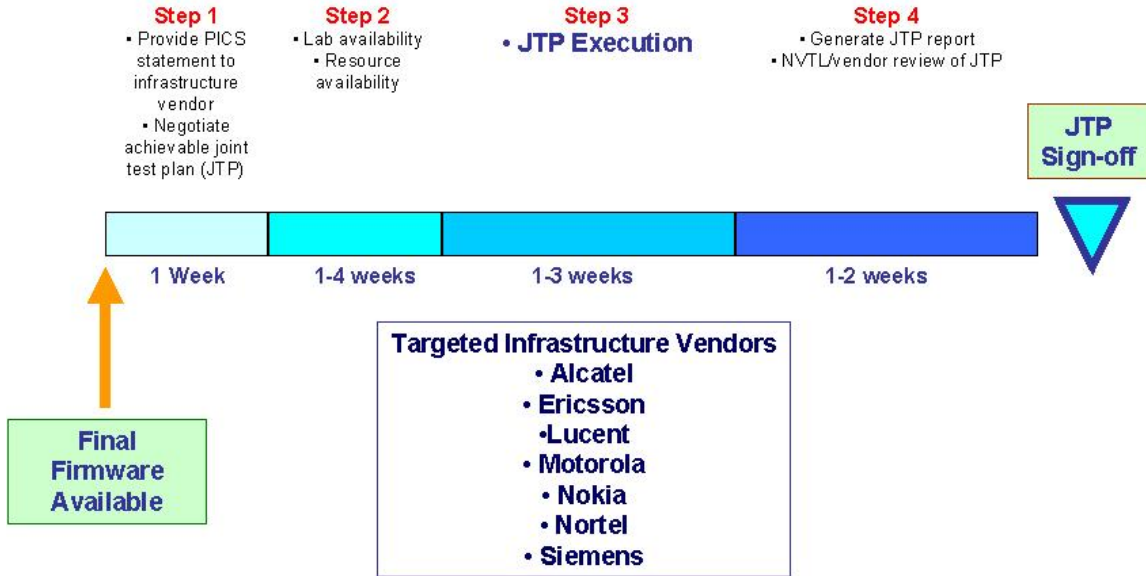 Step 1
▪ Provide PICS
statement to
infrastructure
vendor
▪ Negotiate
achievable joint
test plan (JTP)
Step 2
▪ Lab availability
▪ Resource
availability
Step 3
• JTP Execution
Step 4
▪ Generate JTP report
▪ NVTL/vendor review of JTP
JTP
Sign-off
1 Week
1-4 weeks
1-3 weeks
1-2 weeks
Final
Firmware
Available
Targeted Infrastructure Vendors
• Alcatel
• Ericsson
•Lucent
• Motorola
• Nokia
• Nortel
• Siemens